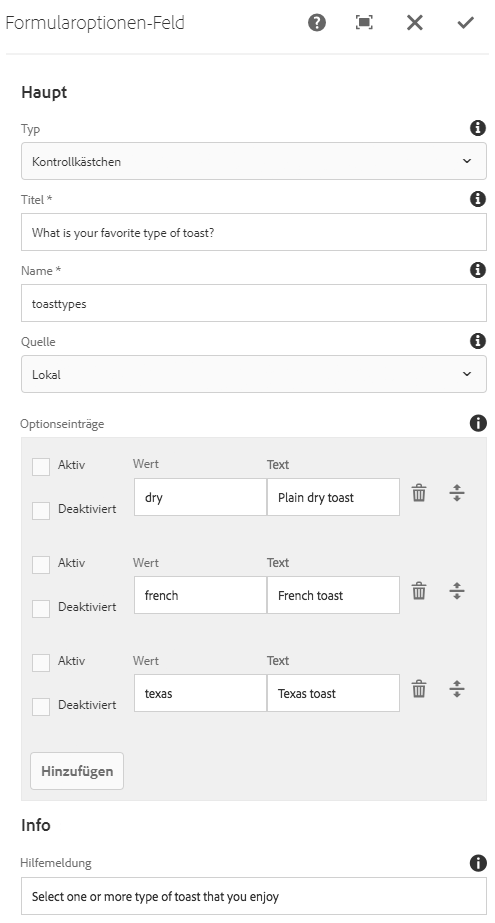 Formularoptionen-Feld
Haupt
Typ
Kontrollkästchen
Titel *
What is your favorite type of toast?
Name *
toasttypes
Quelle
Lokal
Optionseinträge
Aktiv Wert Text
dry Plain dry toast
Deaktiviert
Aktiv Wert Text
french French toast
Deaktiviert
Aktiv Wert Text
texas Texas toast
Deaktiviert
Hinzufügen
Info
Hilfemeldung
Select one or more type of toast that you enjoy